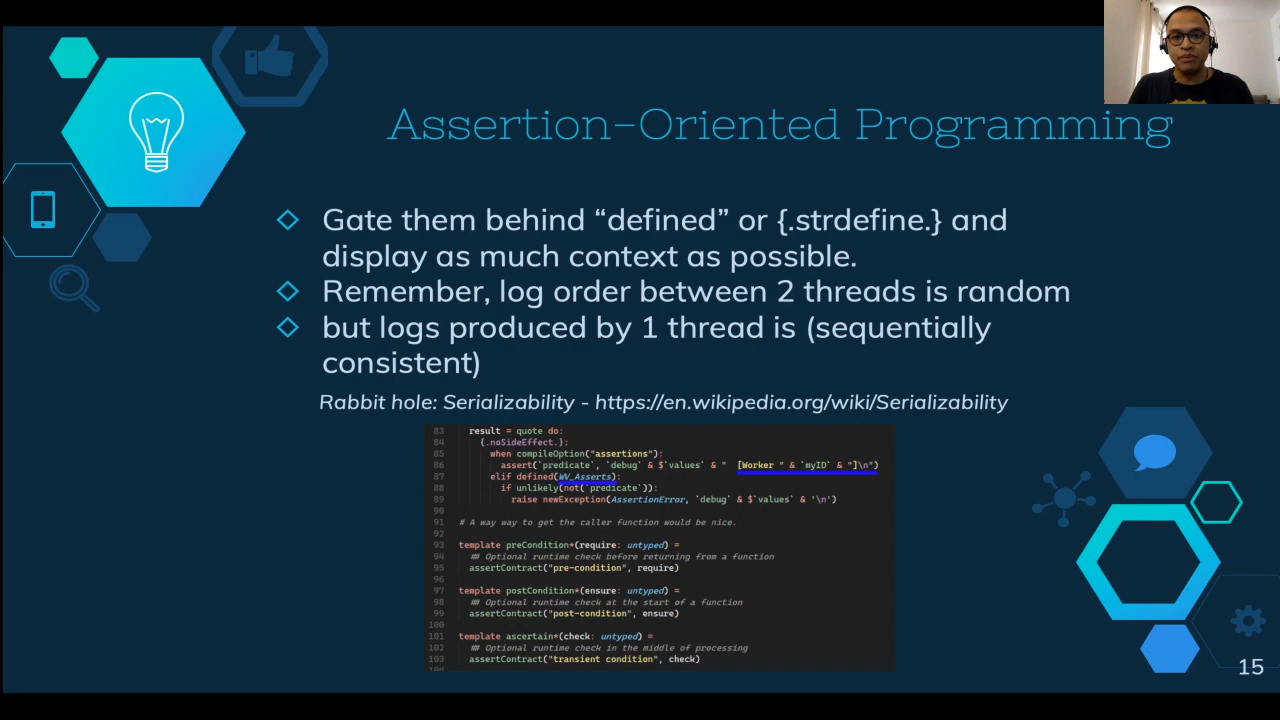 Assertion-Oriented Programming
Gate them behind “defined” or {.strdefine.} and
display as much context as possible.
Remember, log order between 2 threads is random
but logs produced by 1 thread is (sequentially
consistent)
Rabbit hole: Serializability - https://en.wikipedia.org/wiki/Serializability
83 result = quote do:
84 {.noSideEffect.}:
85 when compileOption("assertions"):
86 assert(`predicate`, `debug` & $`values` & "  [Worker " & `myID` & "]\n")
87 elif defined(WV_Asserts):
88 if unlikely(not(`predicate`)):
89 raise newException(AssertionError, `debug` & $`values` & '\n')
90
91 # A way way to get the caller function would be nice.
92
93 template preCondition*(require: untyped) =
94 ## Optional runtime check before returning from a function
95 assertContract("pre-condition", require)
96
97 template postCondition*(ensure: untyped) =
98 ## Optional runtime check at the start of a function
99 assertContract("post-condition", ensure)
100
101 template ascertain*(check: untyped) =
102 ## Optional runtime check in the middle of processing
103 assertContract("transient condition", check)
15